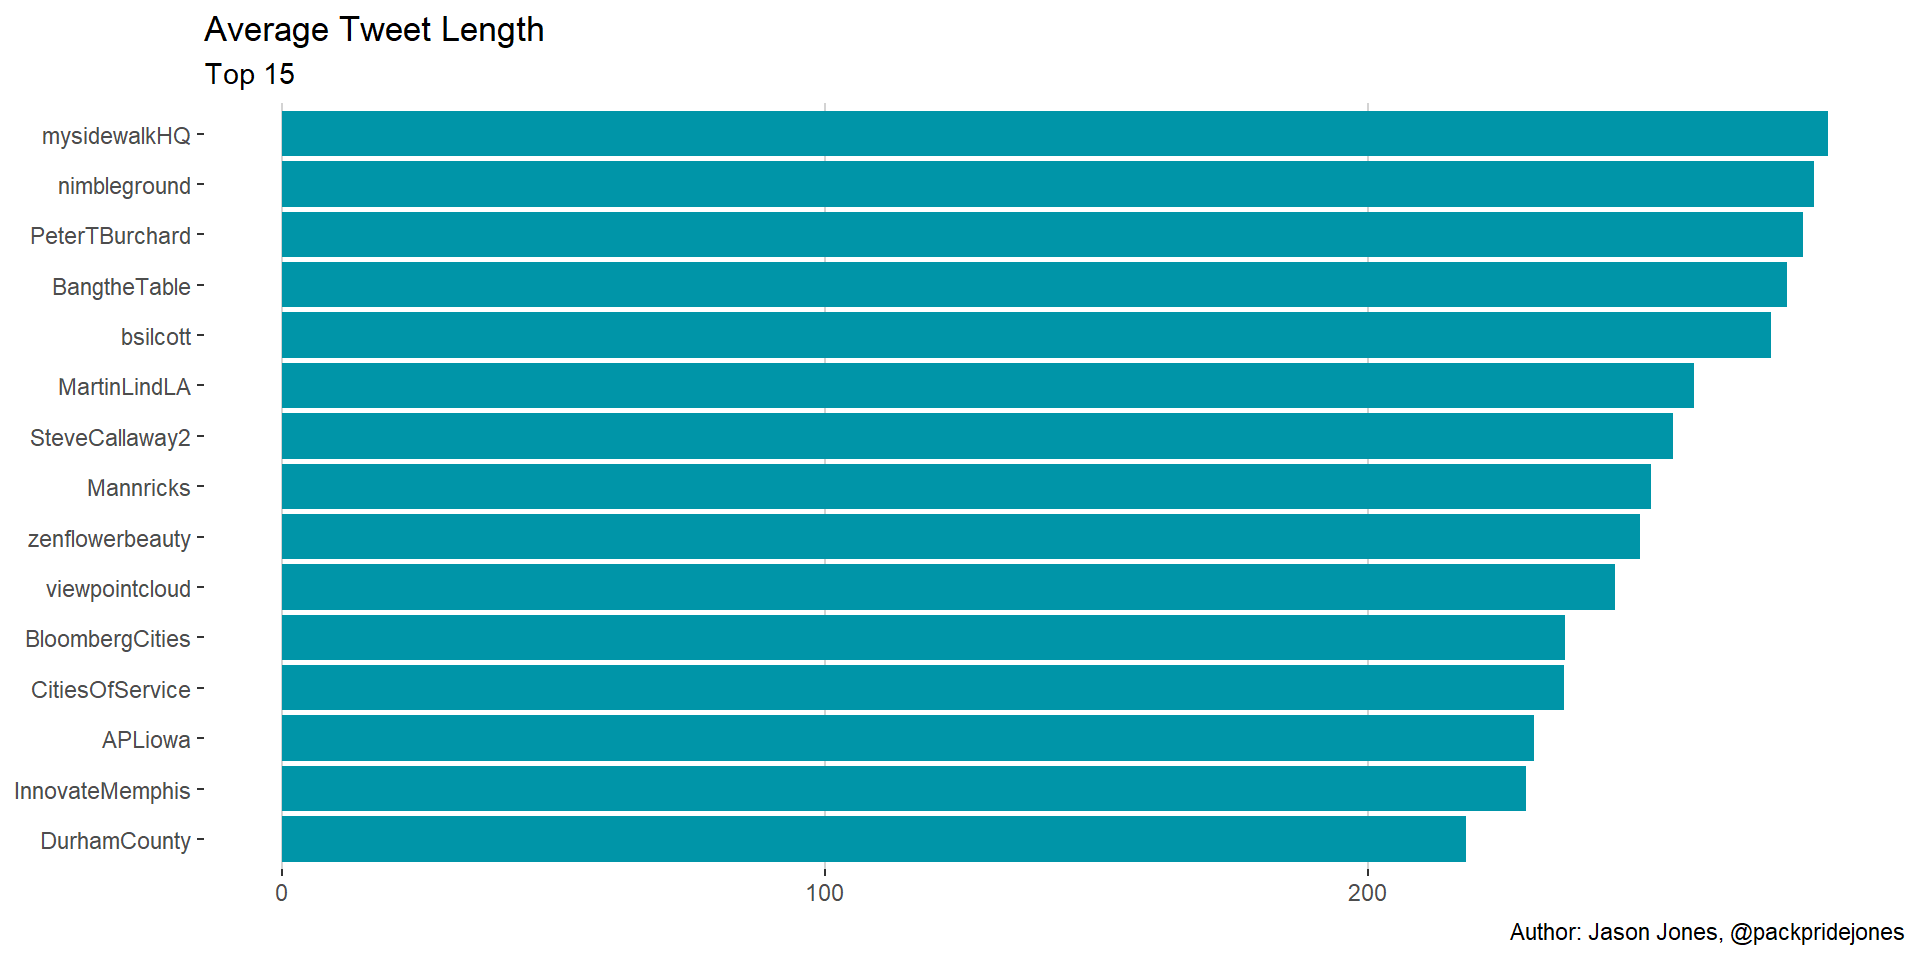 Average Tweet Length
Top 15
mysidewalkHQ
nimbleground
PeterTBurchard
BangtheTable
bsilcott
MartinLindLA
SteveCallaway2
Mannricks
zenflowerbeauty
viewpointcloud
BloombergCities
CitiesOfService
APLiowa
InnovateMemphis
DurhamCounty
0 100 200
Author: Jason Jones, @packpridejones